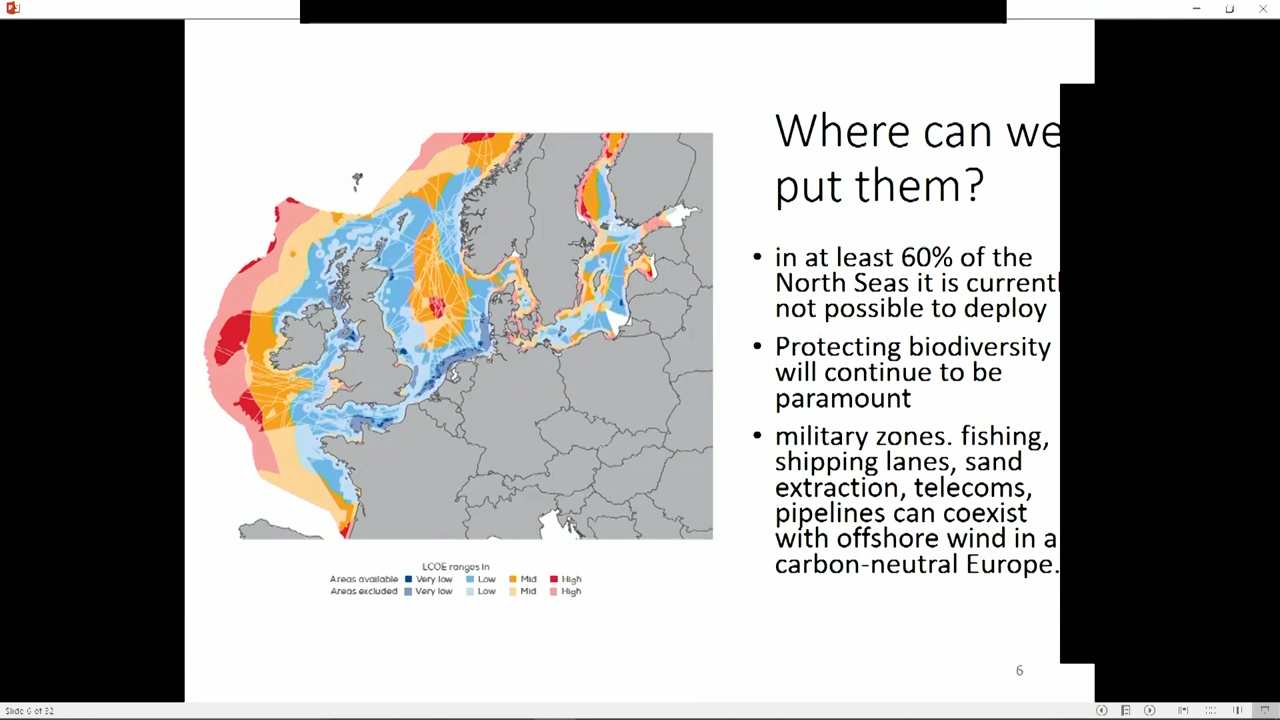 Where can we
put them?
• in at least 60% of the
North Seas it is currentl
not possible to deploy
• Protecting biodiversity
will continue to be
paramount
• military zones. fishing,
shipping lanes, sand
extraction, telecoms,
pipelines can coexist
with offshore wind in a
carbon-neutral Europe.
LCOE ranges in
Areas available Very low Low Mid High
Areas excluded Very low Low Mid High
6
Slide 6 of 32